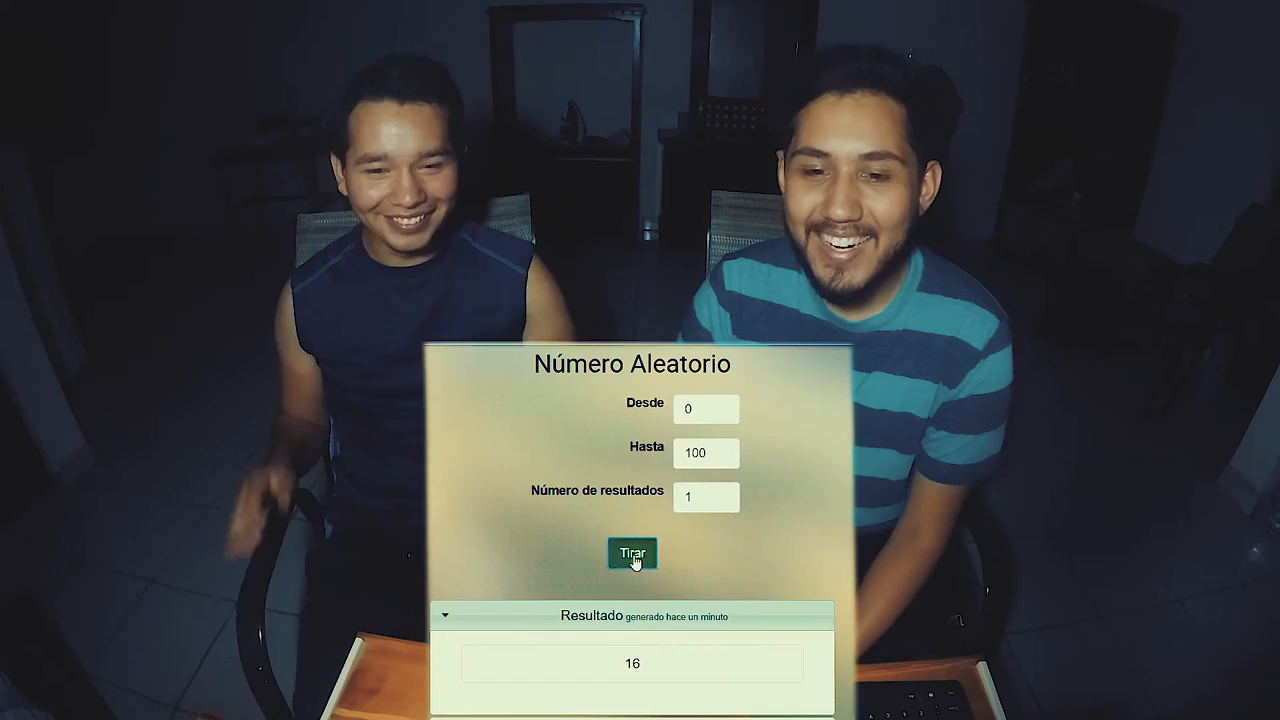 Número Aleatorio
Desde 0
Hasta 100
Número de resultados 1
Tirar
Resultado generado hace un minuto
16